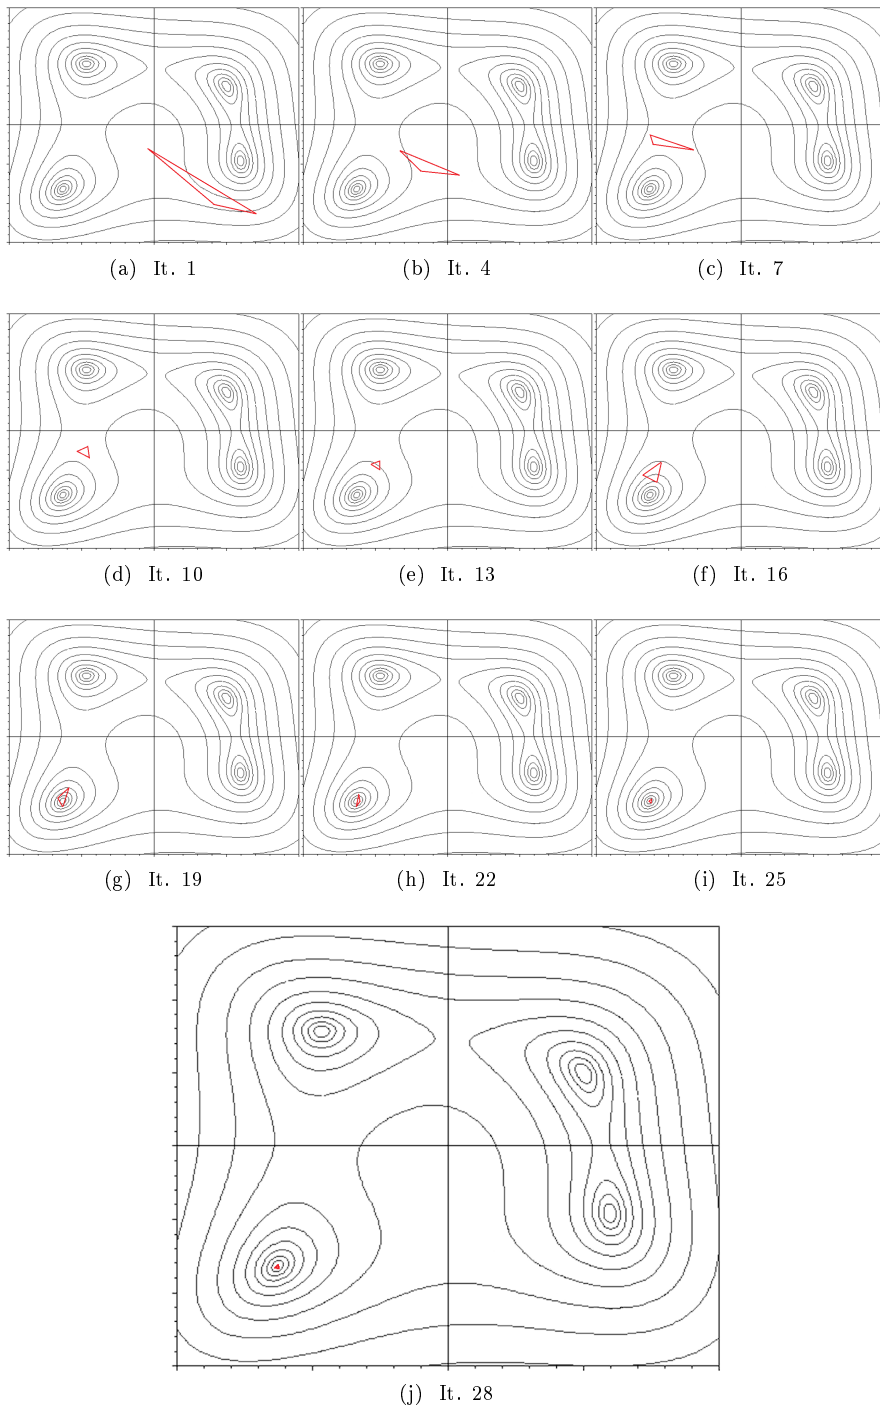 (a) It. 1 (b) It. 4 (c) It. 7
(d) It. 10 (e) It. 13 (f) It. 16
(g) It. 19 (h) It. 22 (i) It. 25
(j) It. 28